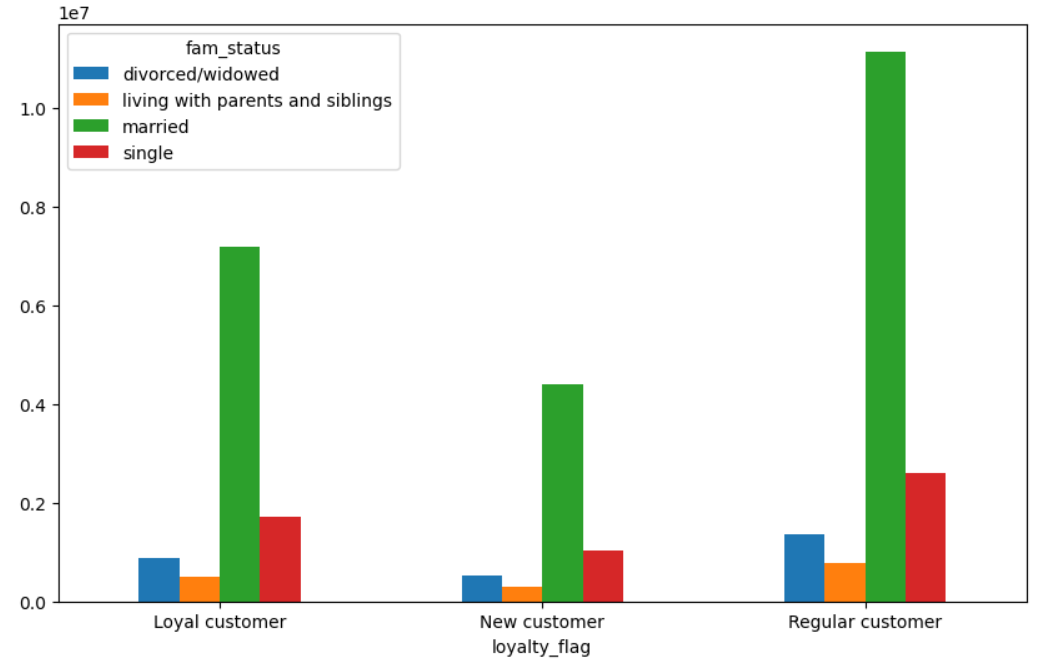 1e7
fam_status
divorced/widowed
living with parents and siblings
married
single
1.0
0.8
0.6
0.4
0.2
0.0
Loyal customer New customer Regular customer
loyalty_flag